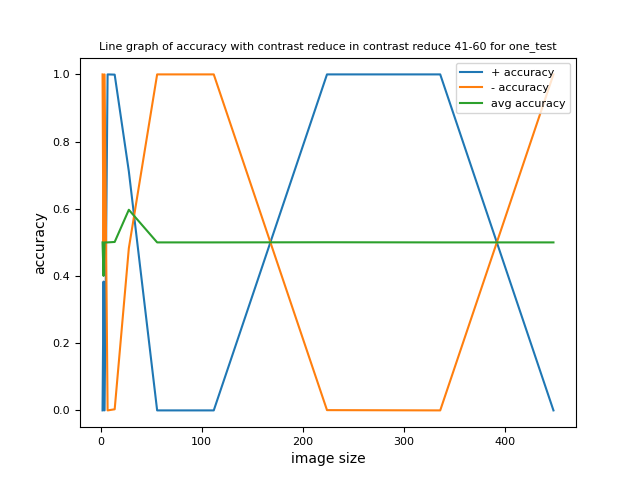 Line graph of accuracy with contrast reduce in contrast reduce 41-60 for one_test
+ accuracy
- accuracy
avg accuracy
1.0
0.8
0.6
0.4
0.2
0.0
accuracy
0 100 200 300 400
image size